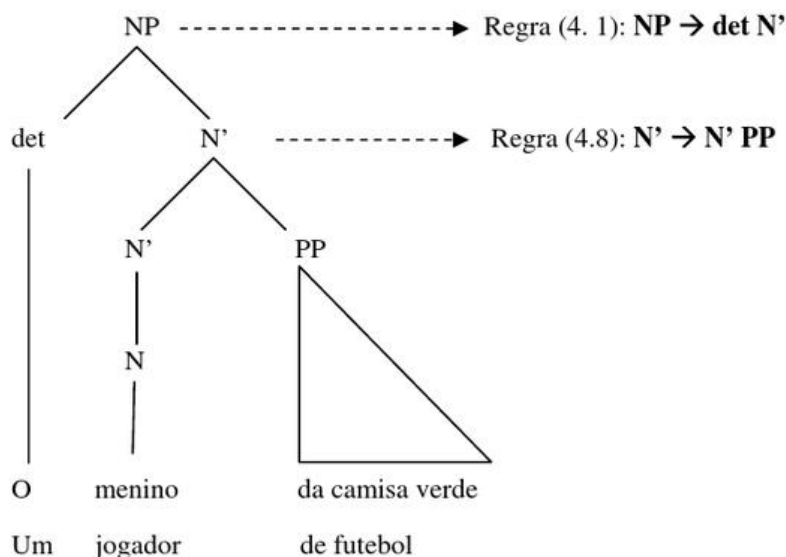 NP Regra (4. 1): NP → det N'
det N’ Regra (4.8): N’ → N’ PP
N’ PP
N
O menino da camisa verde
Um jogador de futebol